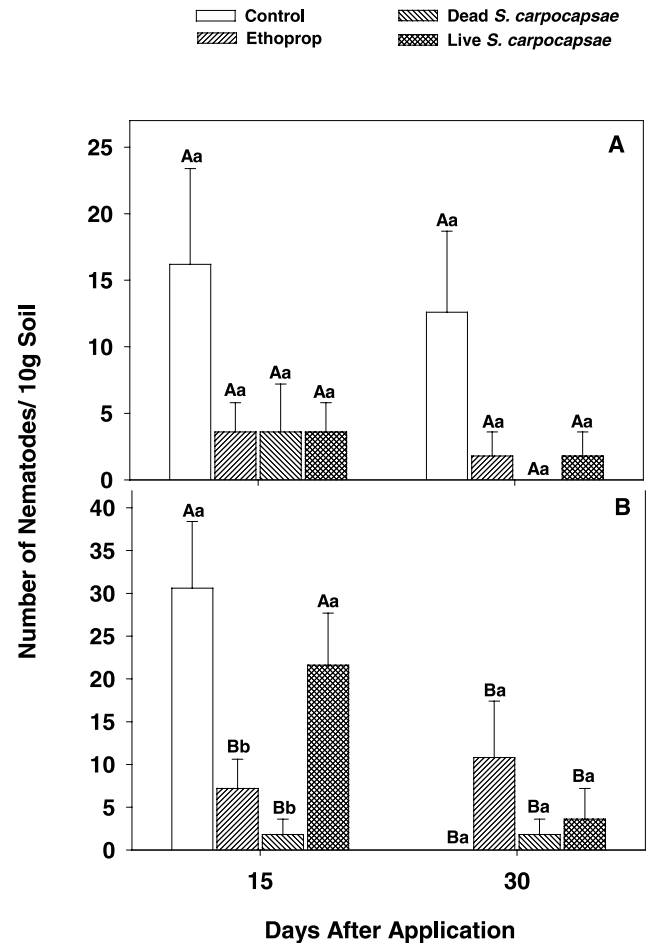 Control
Ethoprop
Dead S. carpocapsae
Live S. carpocapsae
Number of Nematodes/ 10g Soil
A
25
20
15
10
5
0
Aa
Aa
Aa
Aa
Aa
Aa
Aa
Aa
B
40
35
30
25
20
15
10
5
0
Aa
Bb
Bb
Aa
Ba
Ba
Ba
Ba
15
30
Days After Application